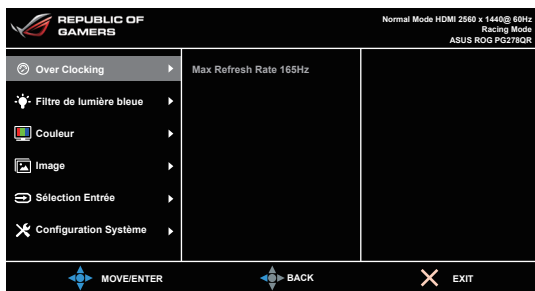 REPUBLIC OF
GAMERS
Normal Mode HDMI 2560 x 1440@ 60Hz
Racing Mode
ASUS ROG PG278QR
Over Clocking
Max Refresh Rate 165Hz
Filtre de lumière bleue
Couleur
Image
Sélection Entrée
Configuration Système
MOVE/ENTER
BACK
EXIT